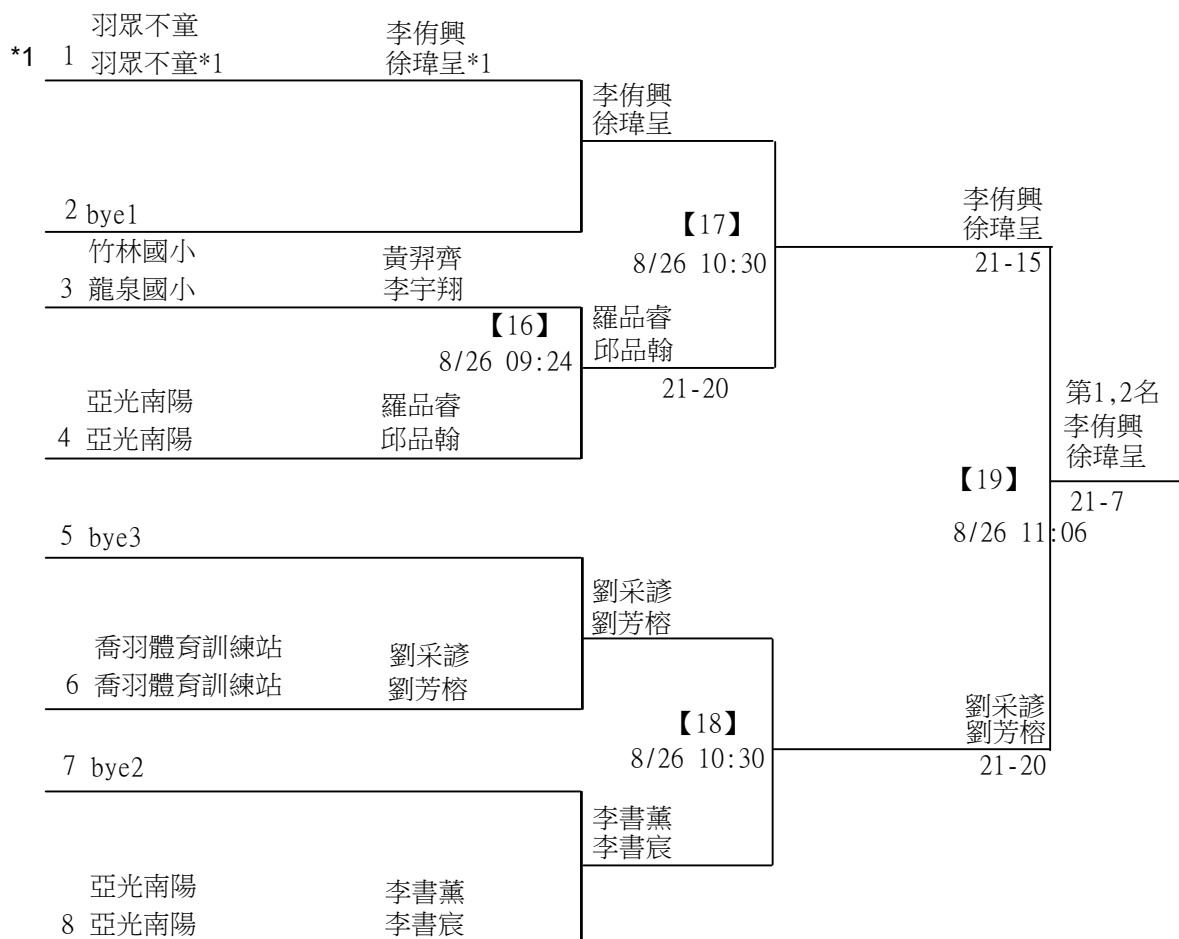 羽眾不童 李侑興
*1 1 羽眾不童*1 徐瑋呈*1
李侑興
徐瑋呈
2 bye1
【17】
8/26 10:30
李侑興
徐瑋呈
21-15
竹林國小 黃羿齊
3 龍泉國小 李宇翔
【16】
8/26 09:24
羅品睿
邱品翰
21-20
亞光南陽 羅品睿
4 亞光南陽 邱品翰
第1,2名
李侑興
徐瑋呈
【19】
8/26 11:06
21-7
5 bye3
劉采諺
劉芳榕
喬羽體育訓練站 劉采諺
6 喬羽體育訓練站 劉芳榕
【18】
8/26 10:30
劉采諺
劉芳榕
21-20
7 bye2
李書薰
李書宸
亞光南陽 李書薰
8 亞光南陽 李書宸